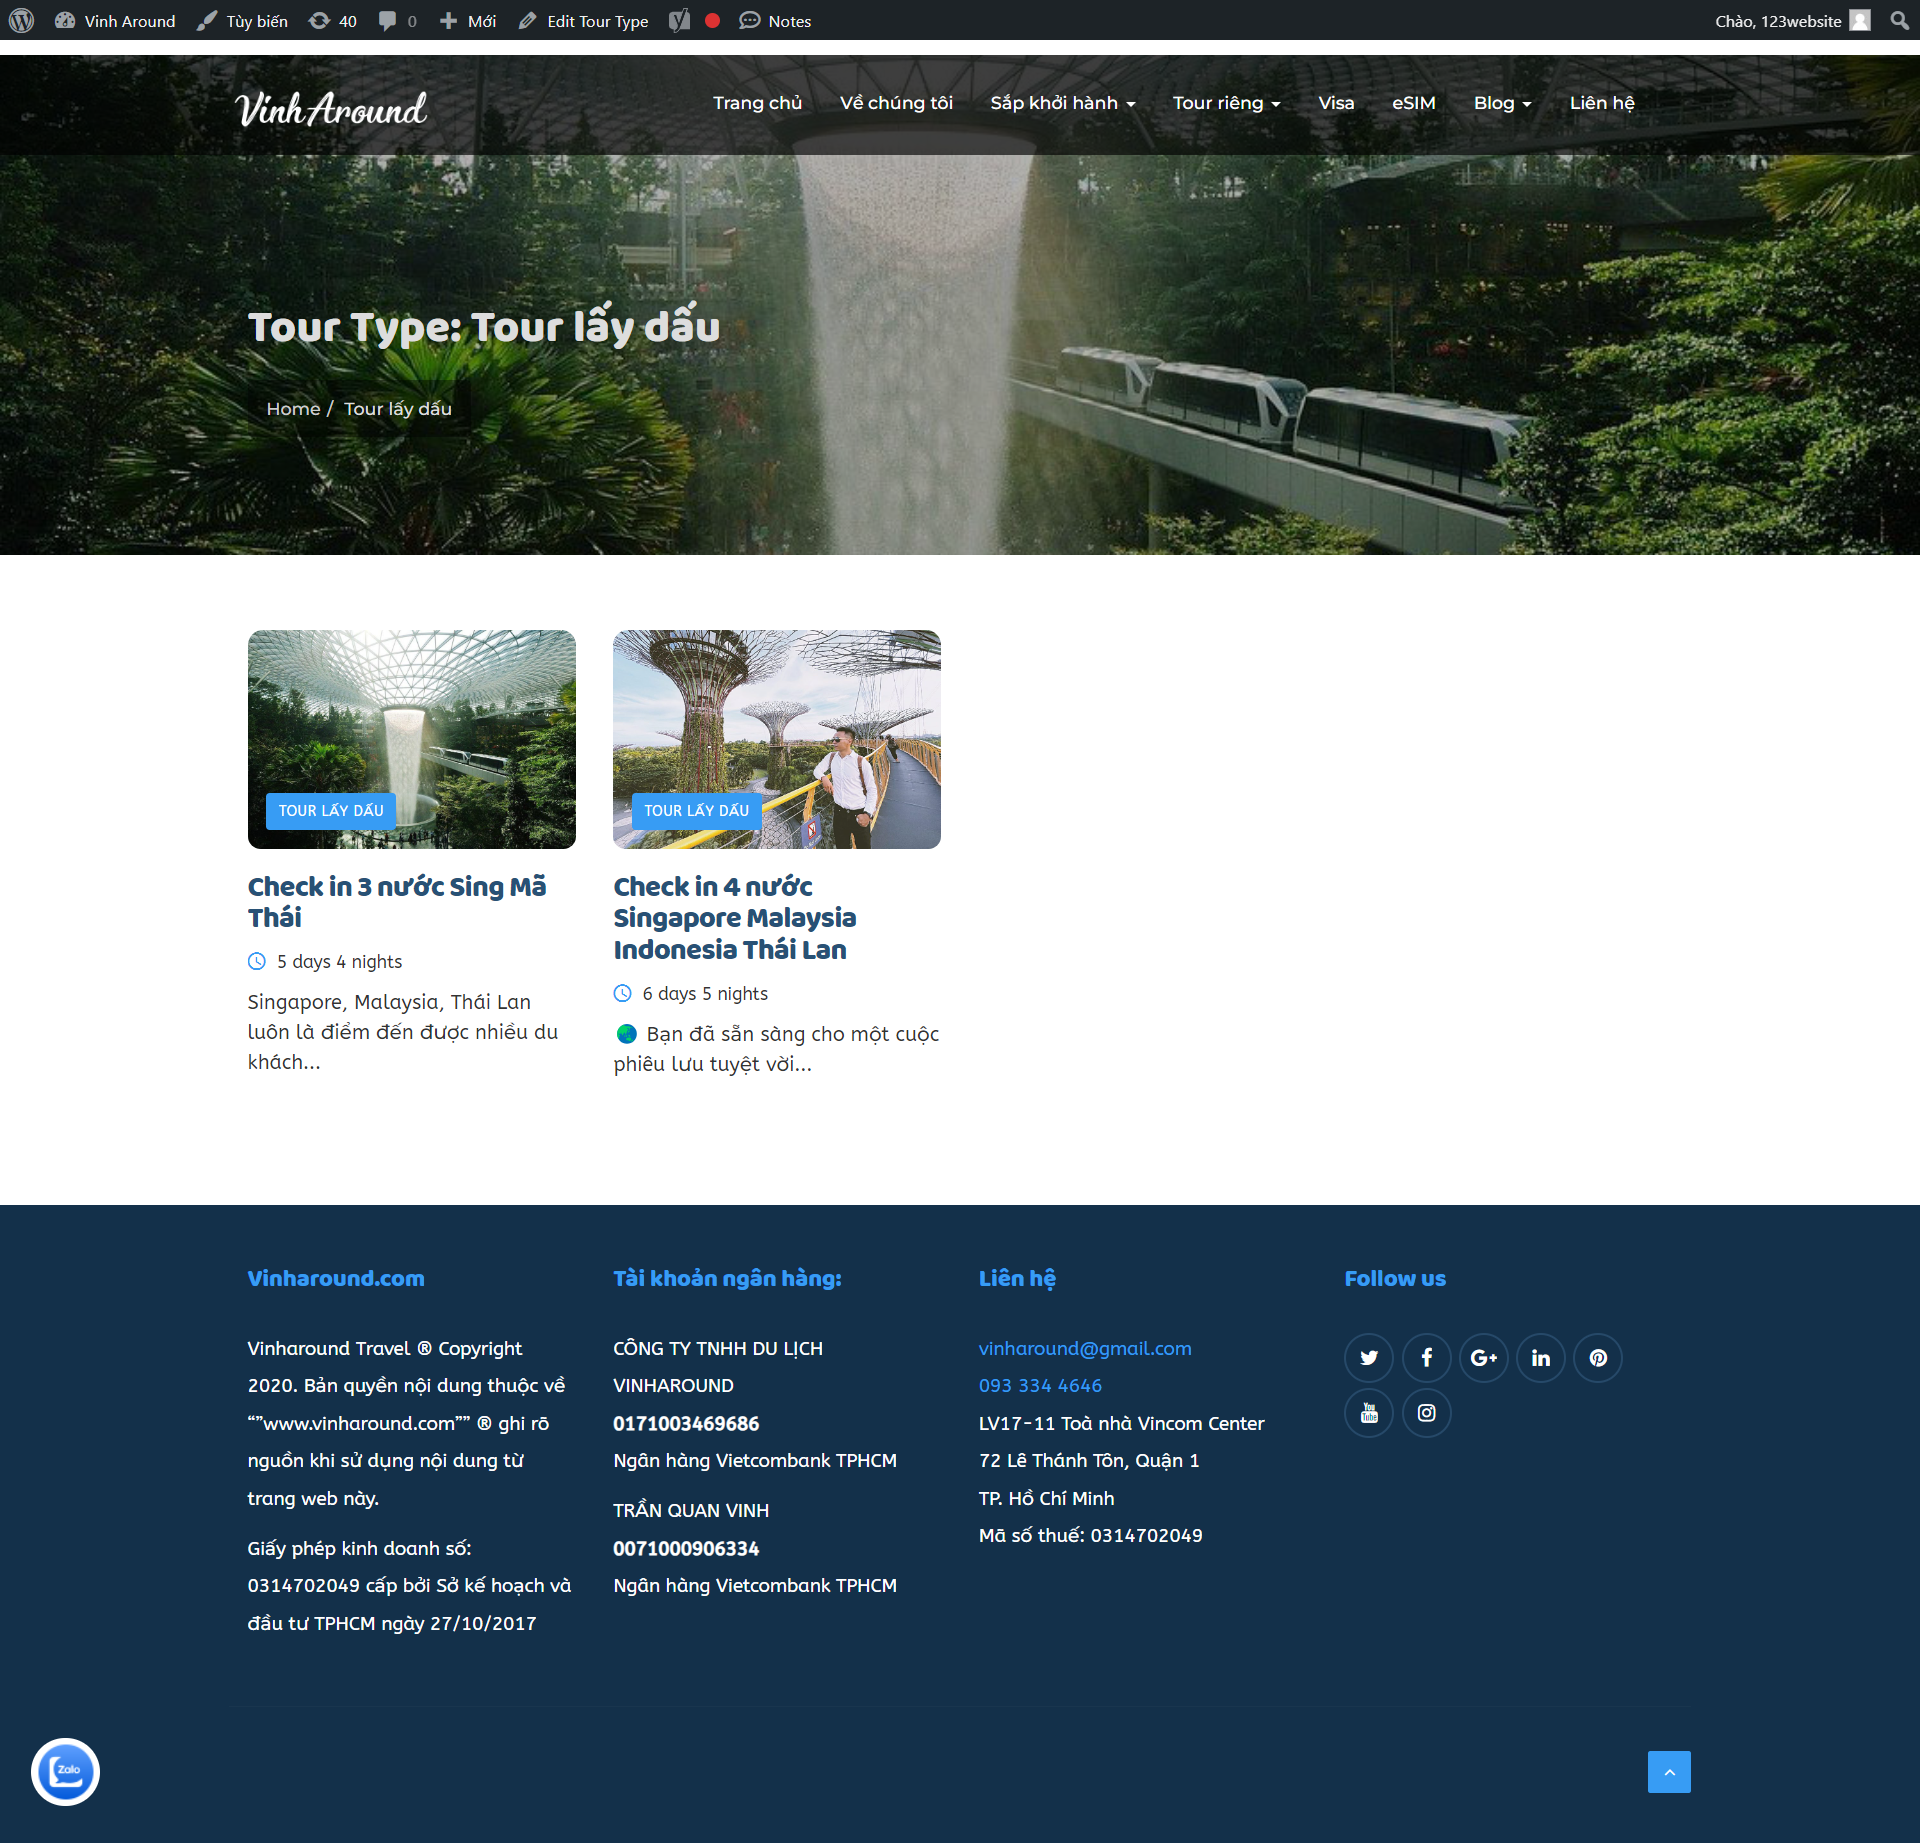 Vinh Around
Tùy biến
40
0
Mới
Edit Tour Type
Notes
Chào, 123website
Vinh Around
Trang chủ
Về chúng tôi
Sắp khởi hành
Tour riêng
Visa
eSIM
Blog
Liên hệ
Tour Type: Tour lấy dấu
Home / Tour lấy dấu
TOUR LẤY DẤU
Check in 3 nước Sing Mã
Thái
5 days 4 nights
Singapore, Malaysia, Thái Lan
luôn là điểm đến được nhiều du
khách...
TOUR LẤY DẤU
Check in 4 nước
Singapore Malaysia
Indonesia Thái Lan
6 days 5 nights
🌏 Bạn đã sẵn sàng cho một cuộc
phiêu lưu tuyệt vời...
Vinharound.com
Vinharound Travel ® Copyright
2020. Bản quyền nội dung thuộc về
“”www.vinharound.com”” ® ghi rõ
nguồn khi sử dụng nội dung từ
trang web này.
Giấy phép kinh doanh số:
0314702049 cấp bởi Sở kế hoạch và
đầu tư TPHCM ngày 27/10/2017
Tài khoản ngân hàng:
CÔNG TY TNHH DU LỊCH
VINHAROUND
0171003469686
Ngân hàng Vietcombank TPHCM
TRẦN QUAN VINH
0071000906334
Ngân hàng Vietcombank TPHCM
Liên hệ
vinharound@gmail.com
093 334 4646
LV17-11 Toà nhà Vincom Center
72 Lê Thánh Tôn, Quận 1
TP. Hồ Chí Minh
Mã số thuế: 0314702049
Follow us
You
Tube
Zalo